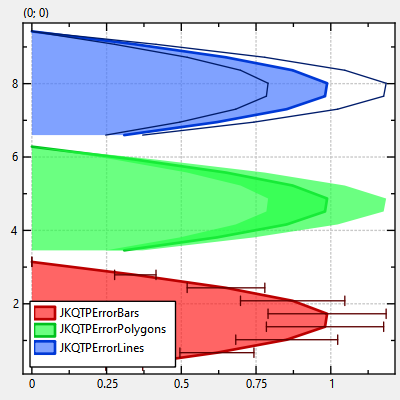 (0; 0)
8
6
4
2
JKQTPErrorBars
JKQTPErrorPolygons
JKQTPErrorLines
0 0.25 0.5 0.75 1